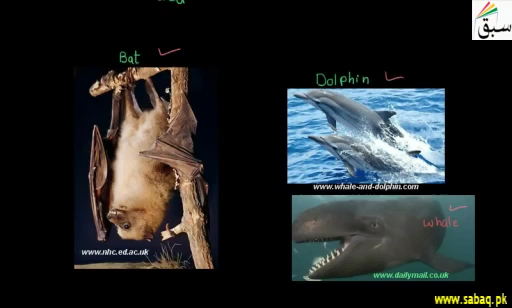 سبق
Bat
Dolphin
www.whale-and-dolphin.com
whale
www.nhc.ed.ac.uk
www.dailymail.co.uk
www.sabaq.pk